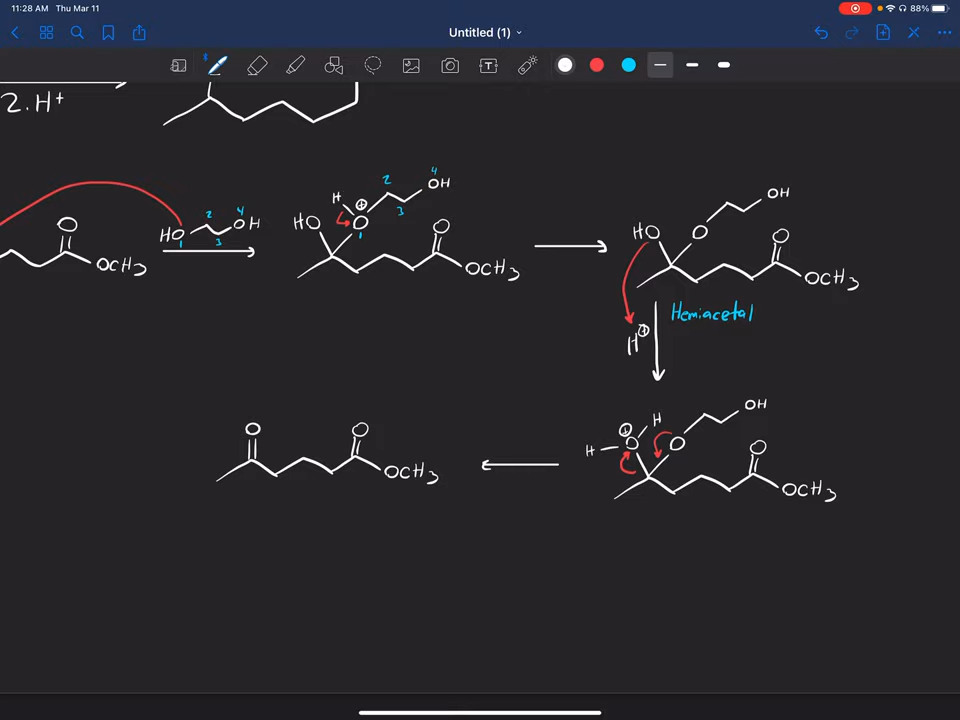 11:28 AM Thu Mar 11
88%
Untitled (1)
T
2. H+
HO
1
2
3
4
OH
O
OCH3
HO
H
+
O
1
2
3
4
OH
O
OCH3
HO
O
OH
O
OCH3
Hemiacetal
H+
H
+
O
H
O
OH
O
OCH3
O
O
OCH3